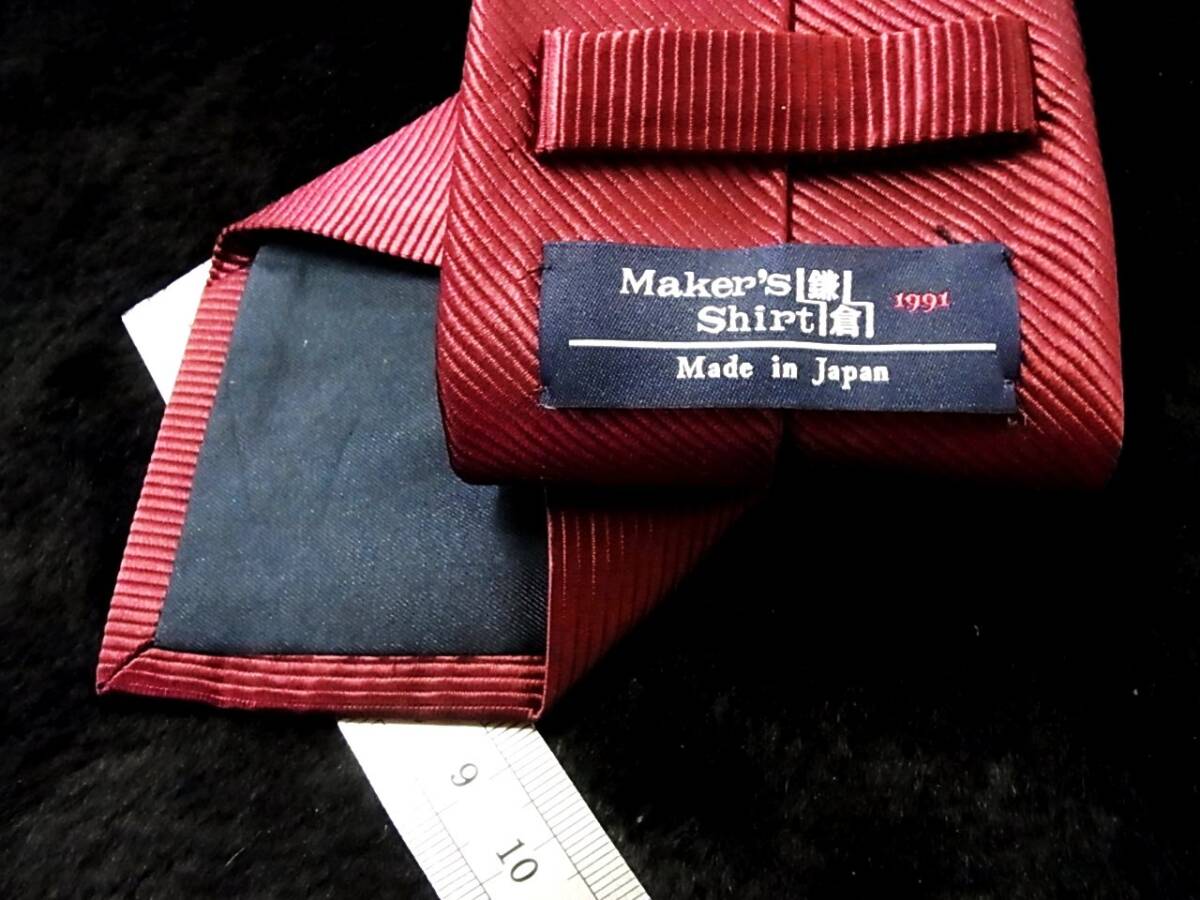 Maker's 鎌 1991
Shirt 倉
Made in Japan
9
10